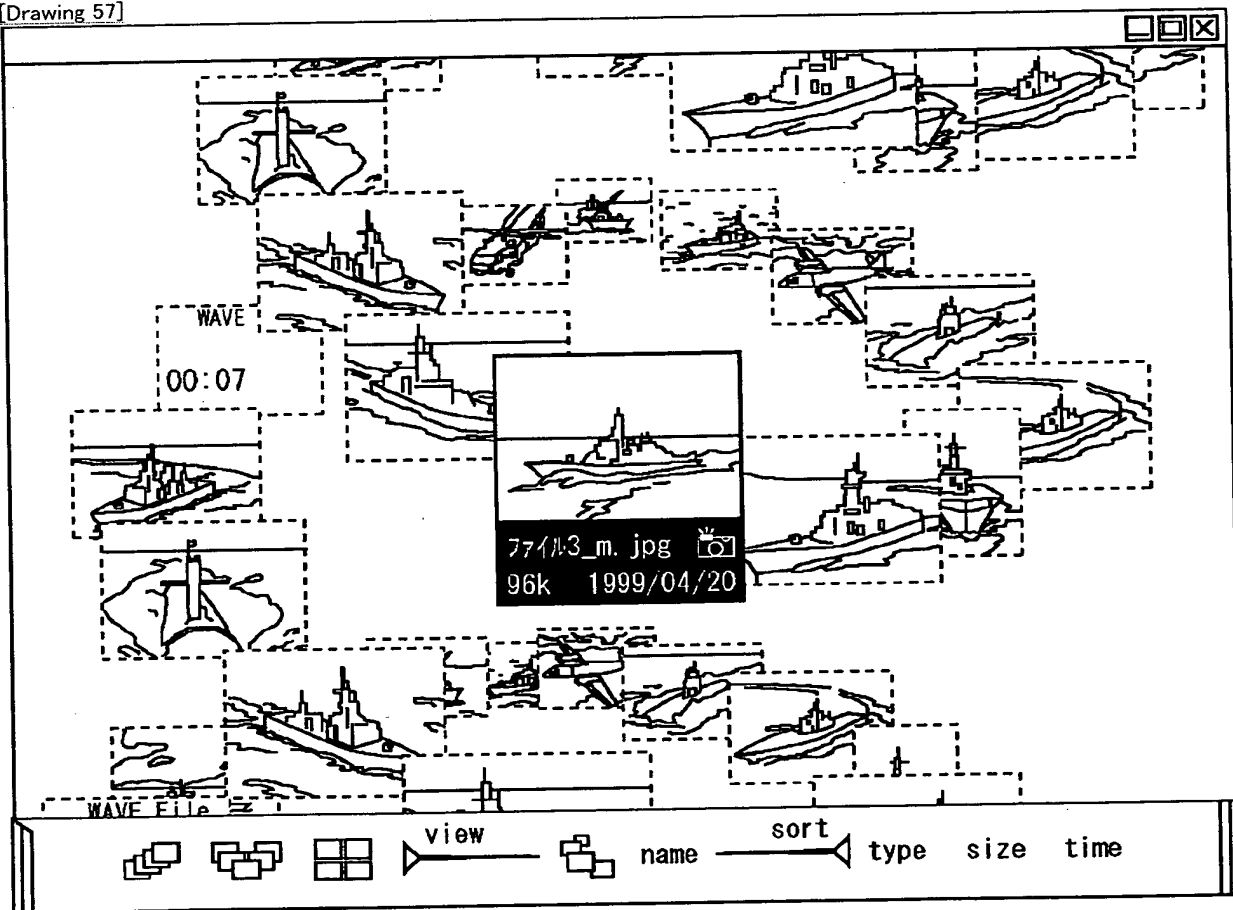 [Drawing 57]
WAVE
00:07
ファイル3_m.jpg
96k 1999/04/20
WAVE File
view
sort
name type size time